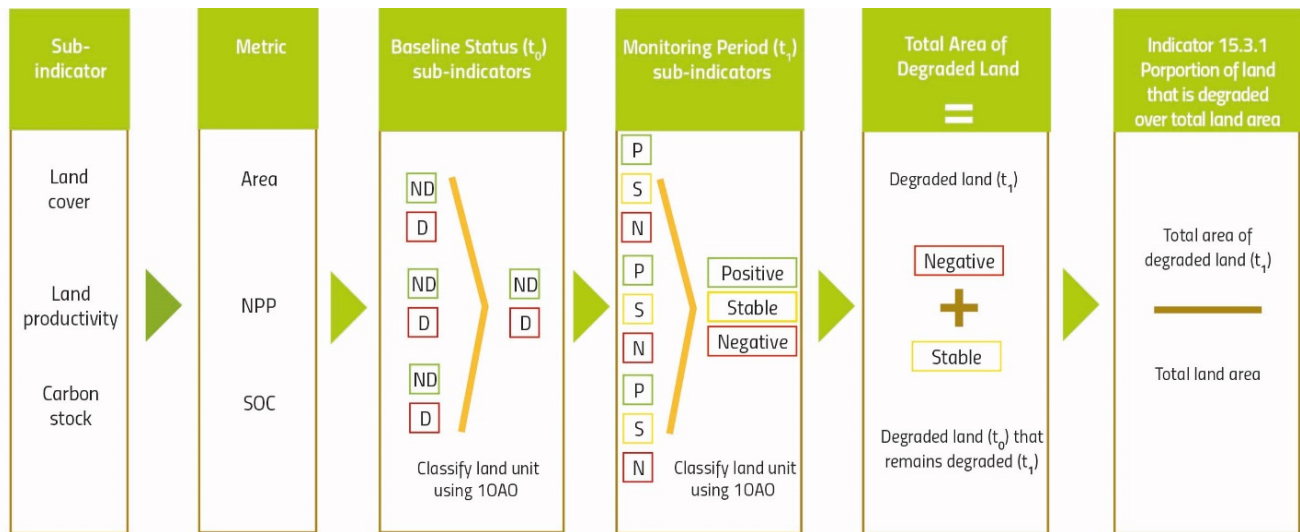 Sub-
indicator
Land
cover
Land
productivity
Carbon
stock
Metric
Area
NPP
SOC
Baseline Status (t0)
sub-indicators
ND
D
ND
D
ND
D
ND
D
Classify land unit
using 1OAO
Monitoring Period (t1)
sub-indicators
P
S
N
P
S
N
P
S
N
Positive
Stable
Negative
Classify land unit
using 1OAO
Total Area of
Degraded Land
=
Degraded land (t1)
Negative
+
Stable
Degraded land (t0) that
remains degraded (t1)
Indicator 15.3.1
Porportion of land
that is degraded
over total land area
Total area of
degraded land (t1)
Total land area